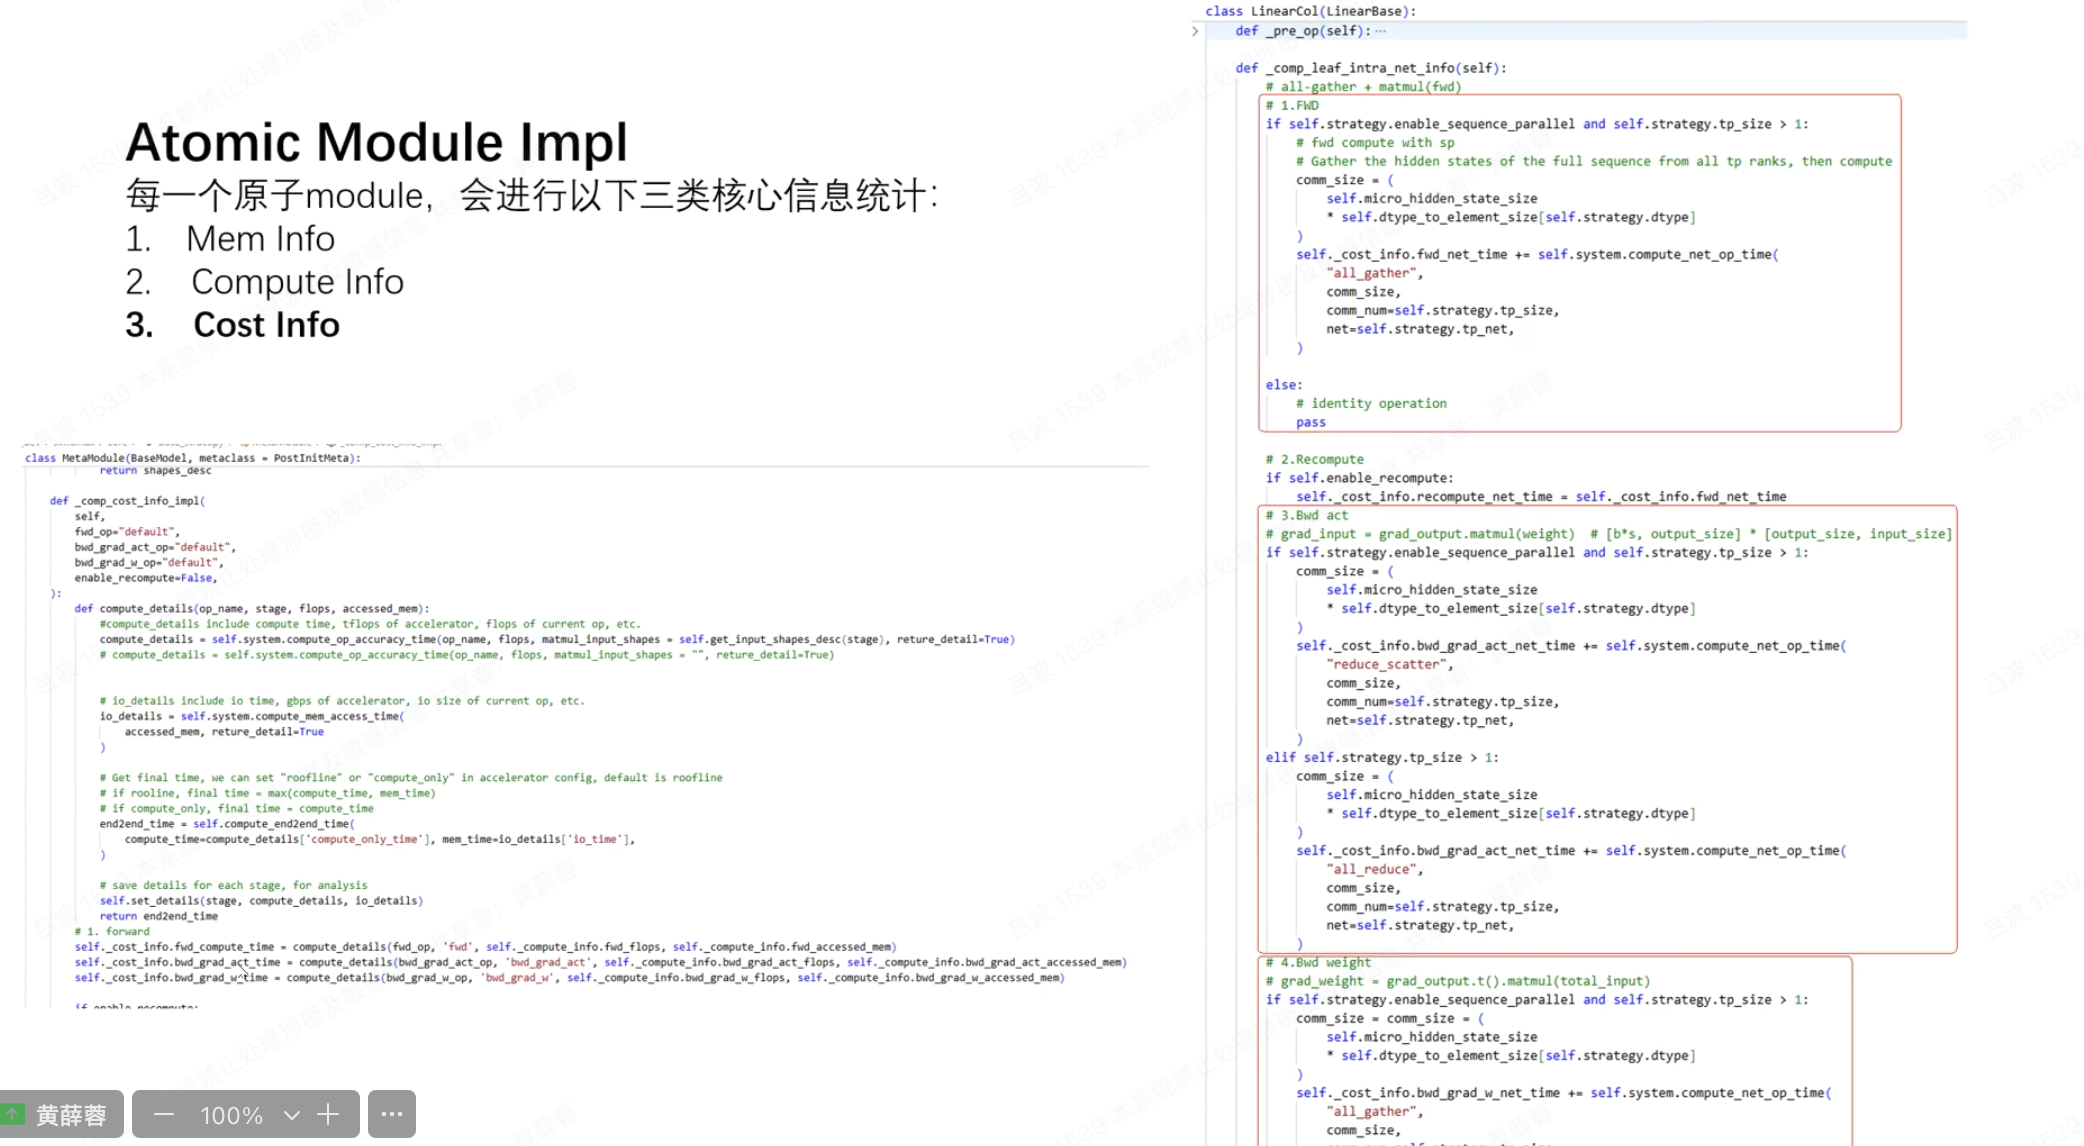 Atomic Module Impl
每一个原子module，会进行以下三类核心信息统计：
1. Mem Info
2. Compute Info
3. Cost Info
class MetaModule(BaseModel, metaclass = PostInitMeta):
return shapes_desc
def _comp_cost_info_impl(
self,
fwd_op="default",
bwd_grad_act_op="default",
bwd_grad_w_op="default",
enable_recompute=False,
):
def compute_details(op_name, stage, flops, accessed_mem):
#compute_details include compute time, tflops of accelerator, flops of current op, etc.
compute_details = self.system.compute_op_accuracy_time(op_name, flops, matmul_input_shapes = self.get_input_shapes_desc(stage), reture_detail=True)
# compute_details = self.system.compute_op_accuracy_time(op_name, flops, matmul_input_shapes = "", reture_detail=True)
# io_details include io time, gbps of accelerator, io size of current op, etc.
io_details = self.system.compute_mem_access_time(
accessed_mem, reture_detail=True
)
# Get final time, we can set "roofline" or "compute_only" in accelerator config, default is roofline
# if rooline, final time = max(compute_time, mem_time)
# if compute_only, final time = compute_time
end2end_time = self.compute_end2end_time(
compute_time=compute_details['compute_only_time'], mem_time=io_details['io_time'],
)
# save details for each stage, for analysis
self.set_details(stage, compute_details, io_details)
return end2end_time
# 1. forward
self._cost_info.fwd_compute_time = compute_details(fwd_op, 'fwd', self._compute_info.fwd_flops, self._compute_info.fwd_accessed_mem)
self._cost_info.bwd_grad_act_time = compute_details(bwd_grad_act_op, 'bwd_grad_act', self._compute_info.bwd_grad_act_flops, self._compute_info.bwd_grad_act_accessed_mem)
self._cost_info.bwd_grad_w_time = compute_details(bwd_grad_w_op, 'bwd_grad_w', self._compute_info.bwd_grad_w_flops, self._compute_info.bwd_grad_w_accessed_mem)
if enable_recompute:
class LinearCol(LinearBase):
def _pre_op(self):···
def _comp_leaf_intra_net_info(self):
# all-gather + matmul(fwd)
# 1.FWD
if self.strategy.enable_sequence_parallel and self.strategy.tp_size > 1:
# fwd compute with sp
# Gather the hidden states of the full sequence from all tp ranks, then compute
comm_size = (
self.micro_hidden_state_size
* self.dtype_to_element_size[self.strategy.dtype]
)
self._cost_info.fwd_net_time += self.system.compute_net_op_time(
"all_gather",
comm_size,
comm_num=self.strategy.tp_size,
net=self.strategy.tp_net,
)
else:
# identity operation
pass
# 2.Recompute
if self.enable_recompute:
self._cost_info.recompute_net_time = self._cost_info.fwd_net_time
# 3.Bwd act
# grad_input = grad_output.matmul(weight)  # [b*s, output_size] * [output_size, input_size]
if self.strategy.enable_sequence_parallel and self.strategy.tp_size > 1:
comm_size = (
self.micro_hidden_state_size
* self.dtype_to_element_size[self.strategy.dtype]
)
self._cost_info.bwd_grad_act_net_time += self.system.compute_net_op_time(
"reduce_scatter",
comm_size,
comm_num=self.strategy.tp_size,
net=self.strategy.tp_net,
)
elif self.strategy.tp_size > 1:
comm_size = (
self.micro_hidden_state_size
* self.dtype_to_element_size[self.strategy.dtype]
)
self._cost_info.bwd_grad_act_net_time += self.system.compute_net_op_time(
"all_reduce",
comm_size,
comm_num=self.strategy.tp_size,
net=self.strategy.tp_net,
)
# 4.Bwd weight
# grad_weight = grad_output.t().matmul(total_input)
if self.strategy.enable_sequence_parallel and self.strategy.tp_size > 1:
comm_size = comm_size = (
self.micro_hidden_state_size
* self.dtype_to_element_size[self.strategy.dtype]
)
self._cost_info.bwd_grad_w_net_time += self.system.compute_net_op_time(
"all_gather",
comm_size,
黄薛蓉
100%